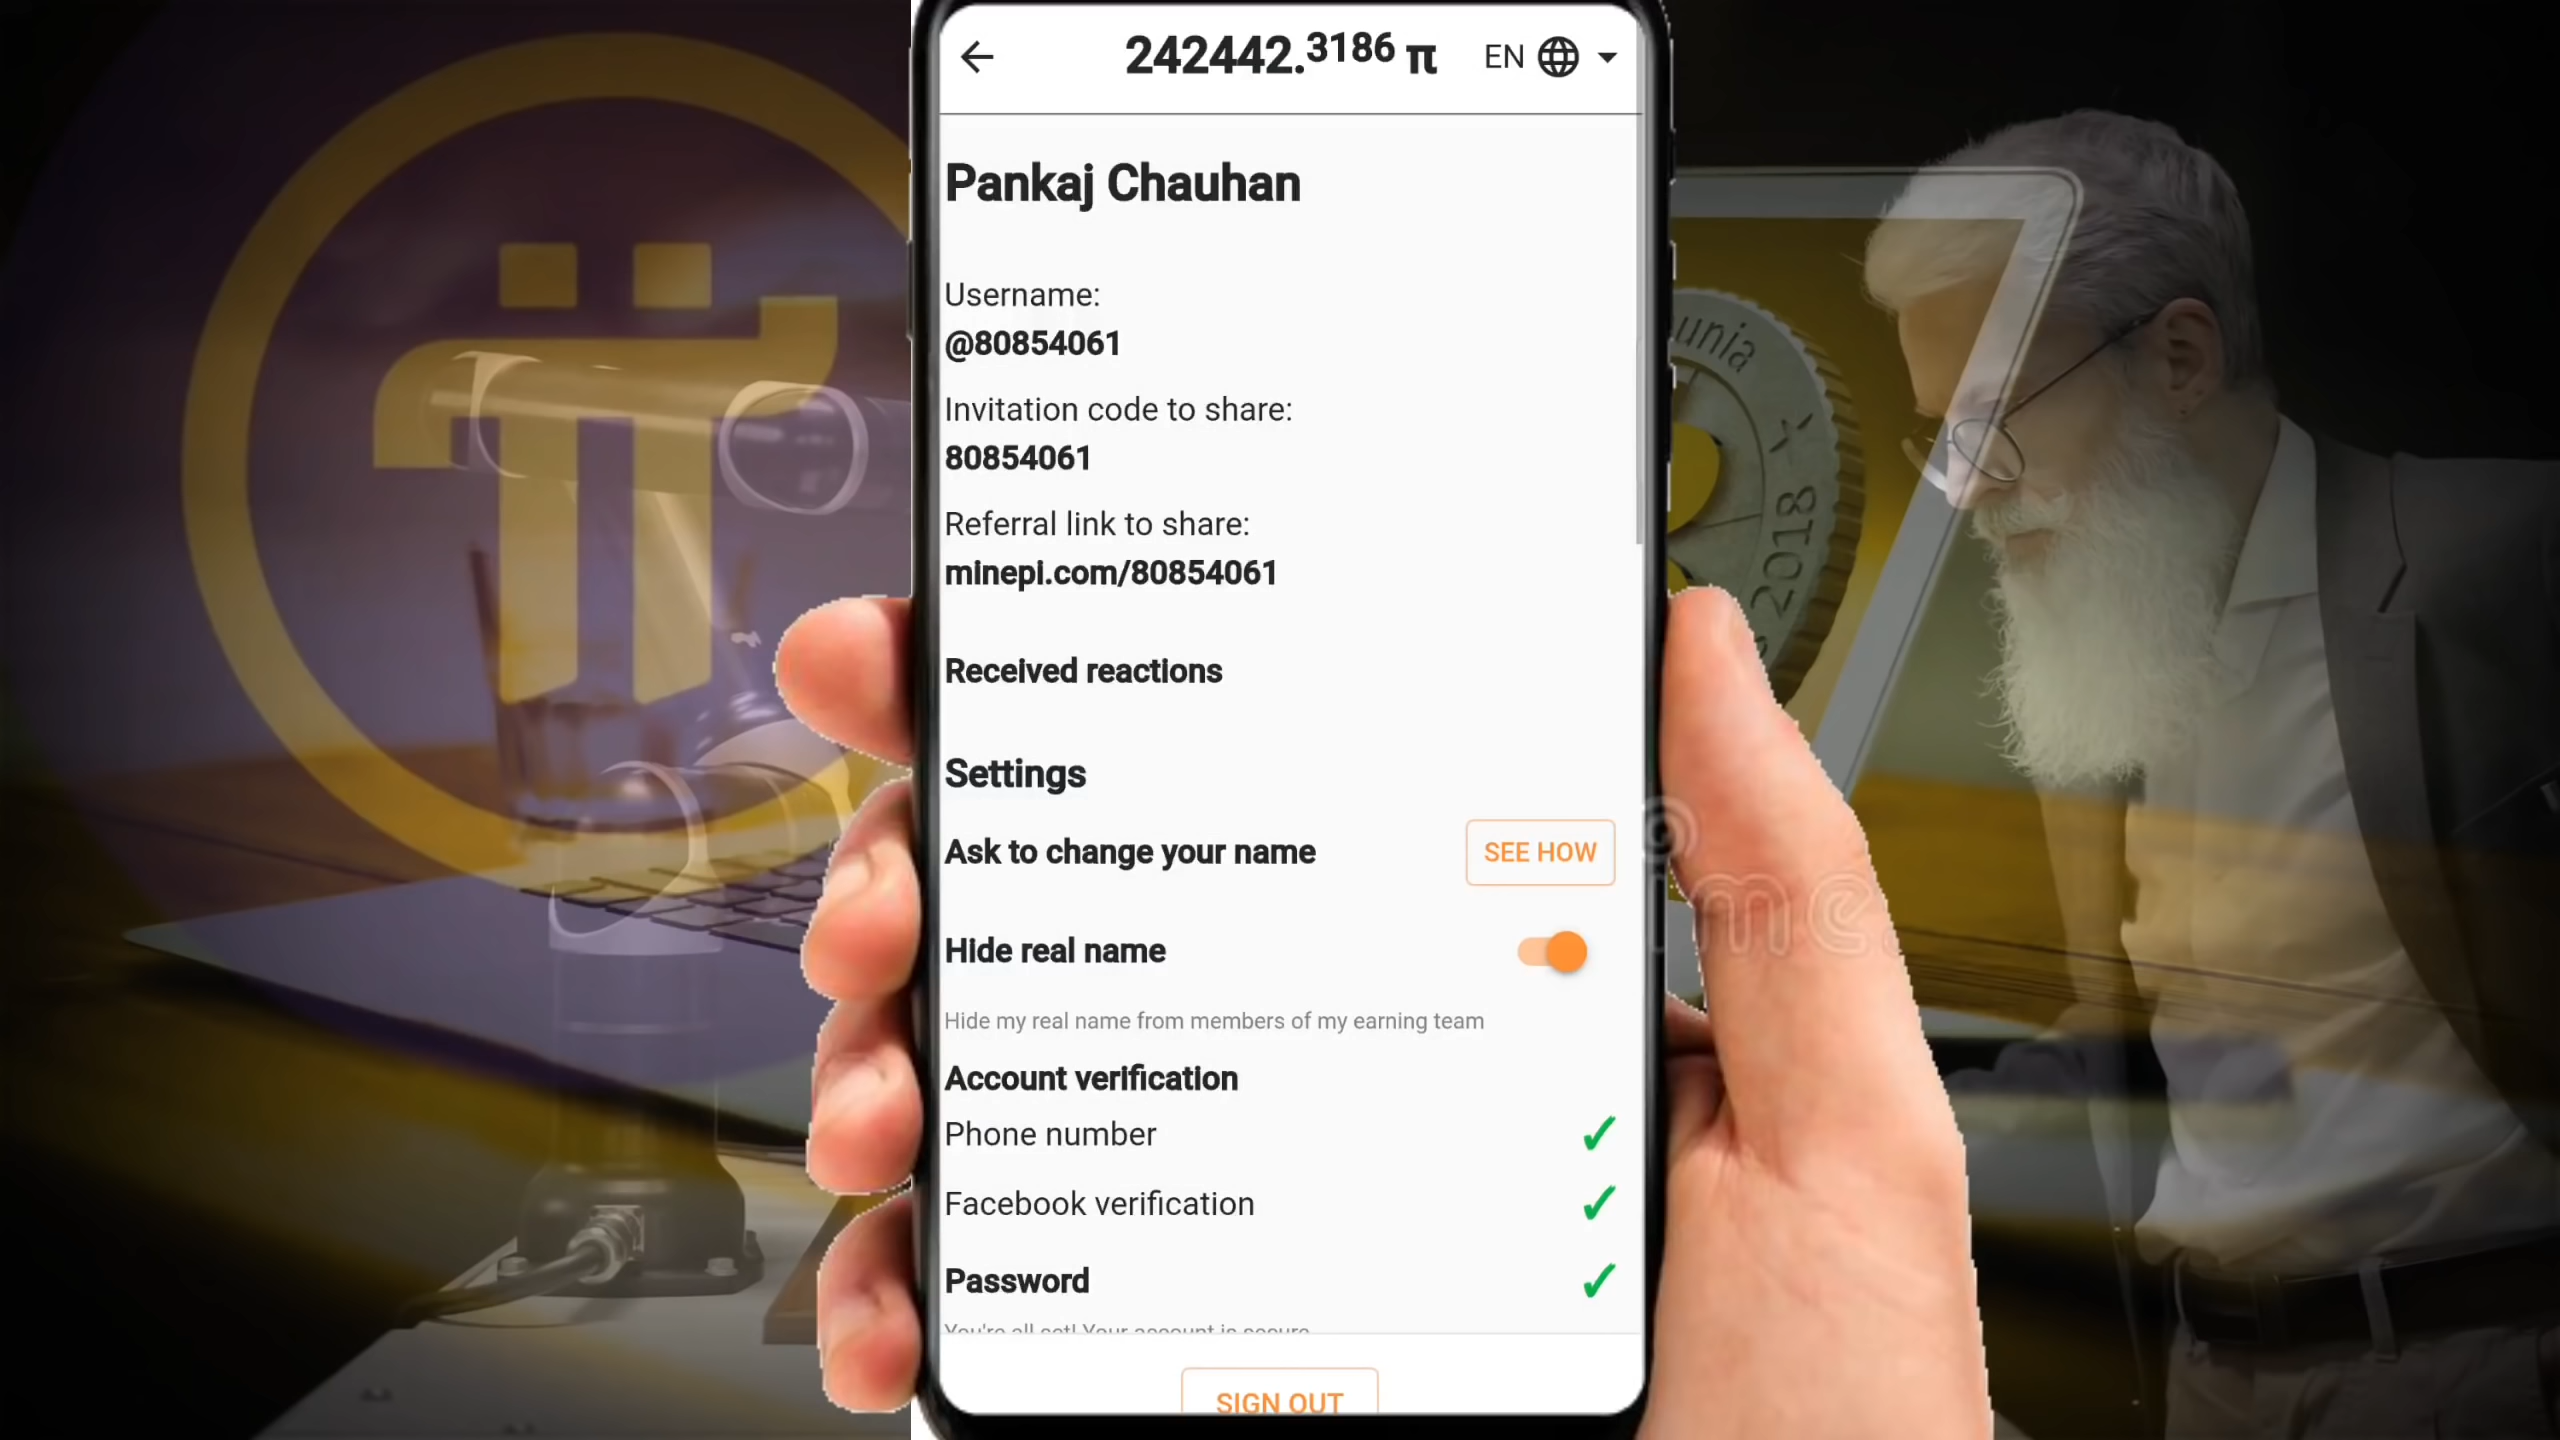 242442.3186 π EN
Pankaj Chauhan
Username:
@80854061
Invitation code to share:
80854061
Referral link to share:
minepi.com/80854061
Received reactions
Settings
Ask to change your name SEE HOW
Hide real name
Hide my real name from members of my earning team
Account verification
Phone number
Facebook verification
Password
You're all set! Your account is secure
SIGN OUT
unia
2018
ime.